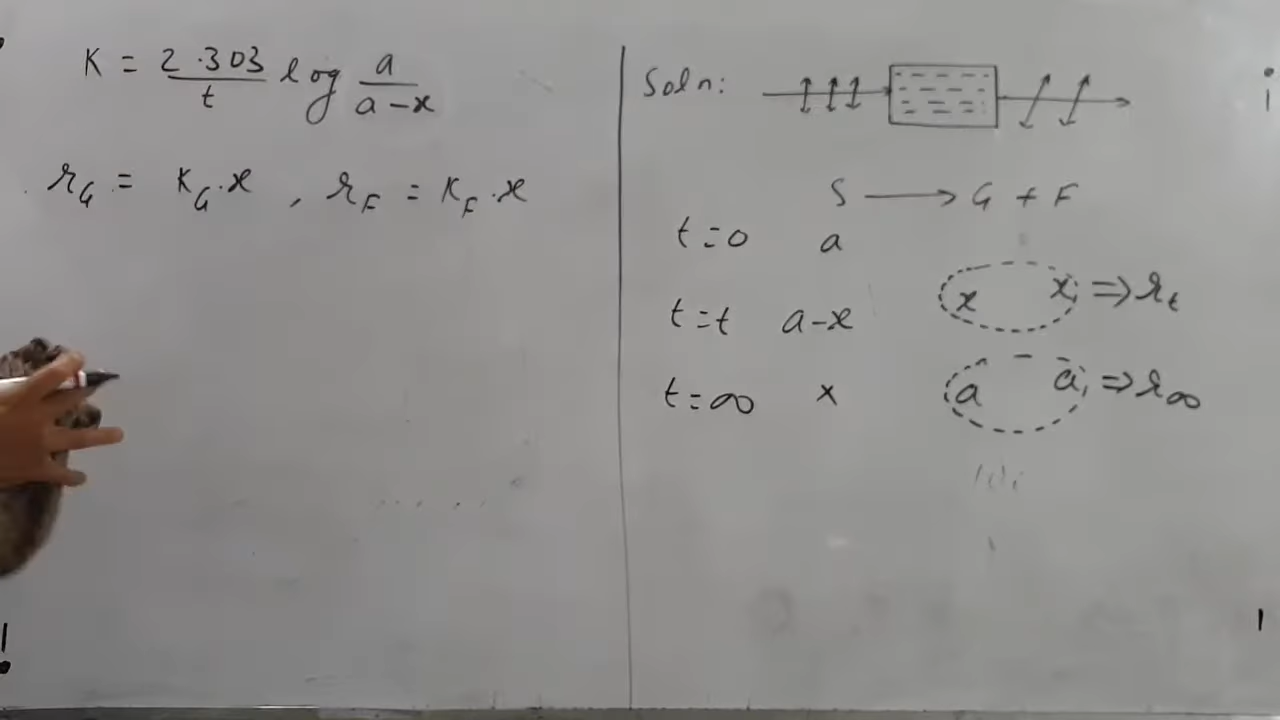 K = 2.303/t log a/a-x
r_G = K_G.x , r_F = K_F.x
Soln:
S ⟶ G + F
t=0 a
t=t a-x x x ⇒ r_t
t=∞ × a a ⇒ r_∞